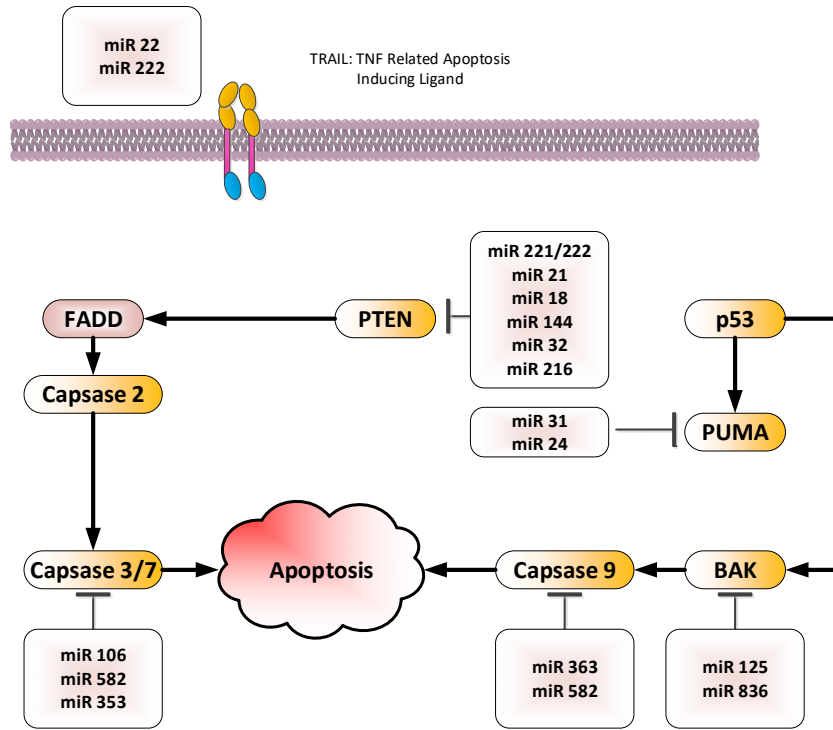 miR 22
miR 222
TRAIL: TNF Related Apoptosis
Inducing Ligand
miR 221/222
miR 21
miR 18
miR 144
miR 32
miR 216
FADD
PTEN
p53
Capsase 2
miR 31
miR 24
PUMA
Capsase 3/7
Apoptosis
Capsase 9
BAK
miR 106
miR 582
miR 353
miR 363
miR 582
miR 125
miR 836